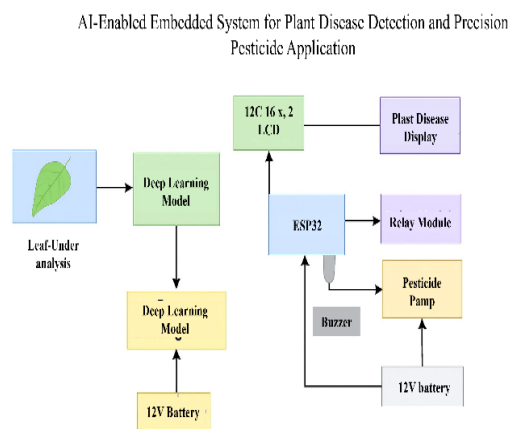 AI-Enabled Embedded System for Plant Disease Detection and Precision
Pesticide Application
12C 16 x, 2
LCD
Plast Disease
Display
Deep Learning
Model
Leaf-Under
analysis
ESP32
Relay Module
Deep Learning
Model
Buzzer
Pesticide
Pamp
12V Battery
12V battery